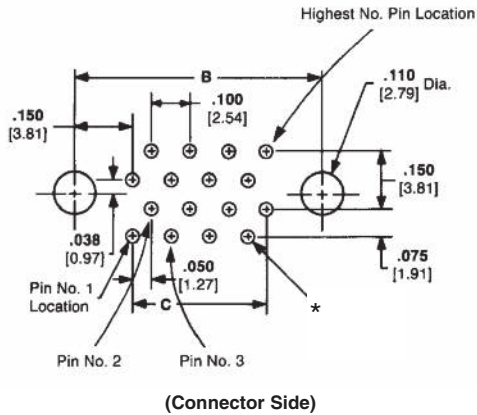 Highest No. Pin Location
B
.110 Dia.
[2.79]
.150
[3.81]
.100
[2.54]
.150
[3.81]
.038
[0.97]
.075
[1.91]
.050
[1.27]
Pin No. 1
Location
C
*
Pin No. 2
Pin No. 3
(Connector Side)